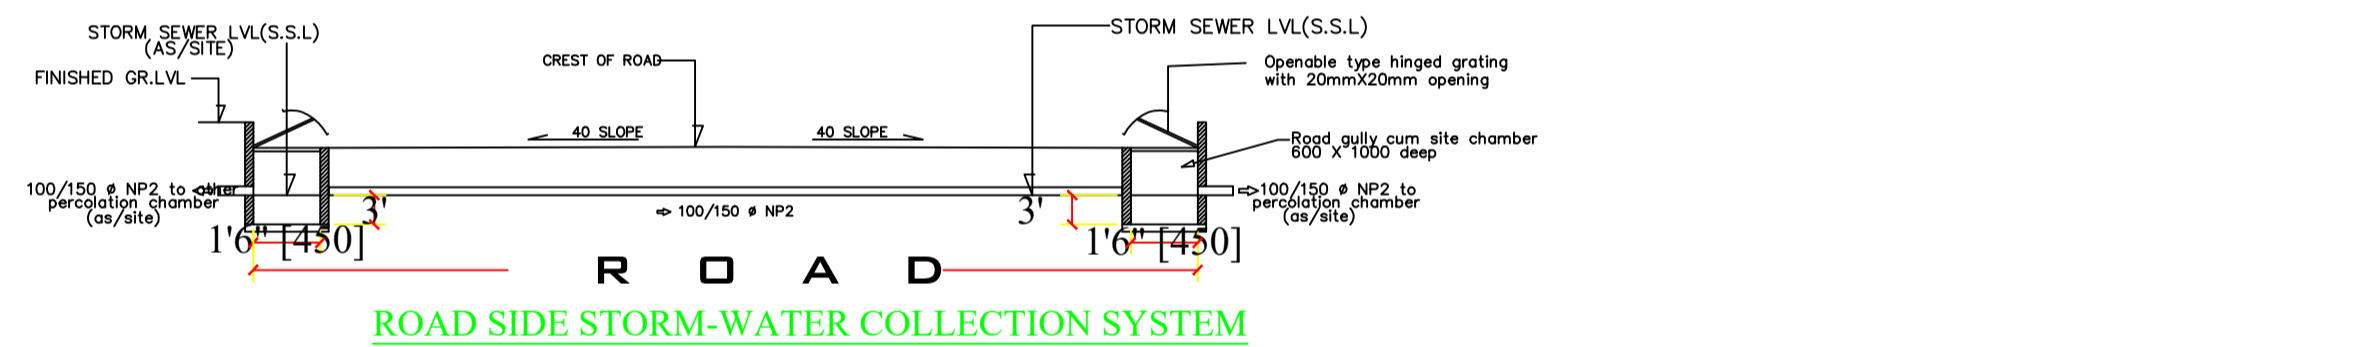 STORM SEWER LVL(S.S.L)
(AS/SITE)
FINISHED GR.LVL
CREST OF ROAD
STORM SEWER LVL(S.S.L)
Openable type hinged grating
with 20mmX20mm opening
40 SLOPE
40 SLOPE
Road gully cum site chamber
600 X 1000 deep
100/150 ø NP2 to other
percolation chamber
(as/site)
3'
⇨ 100/150 ø NP2
3'
⇨100/150 ø NP2 to
percolation chamber
(as/site)
1'6" [450]
1'6" [450]
R O A D
ROAD SIDE STORM-WATER COLLECTION SYSTEM